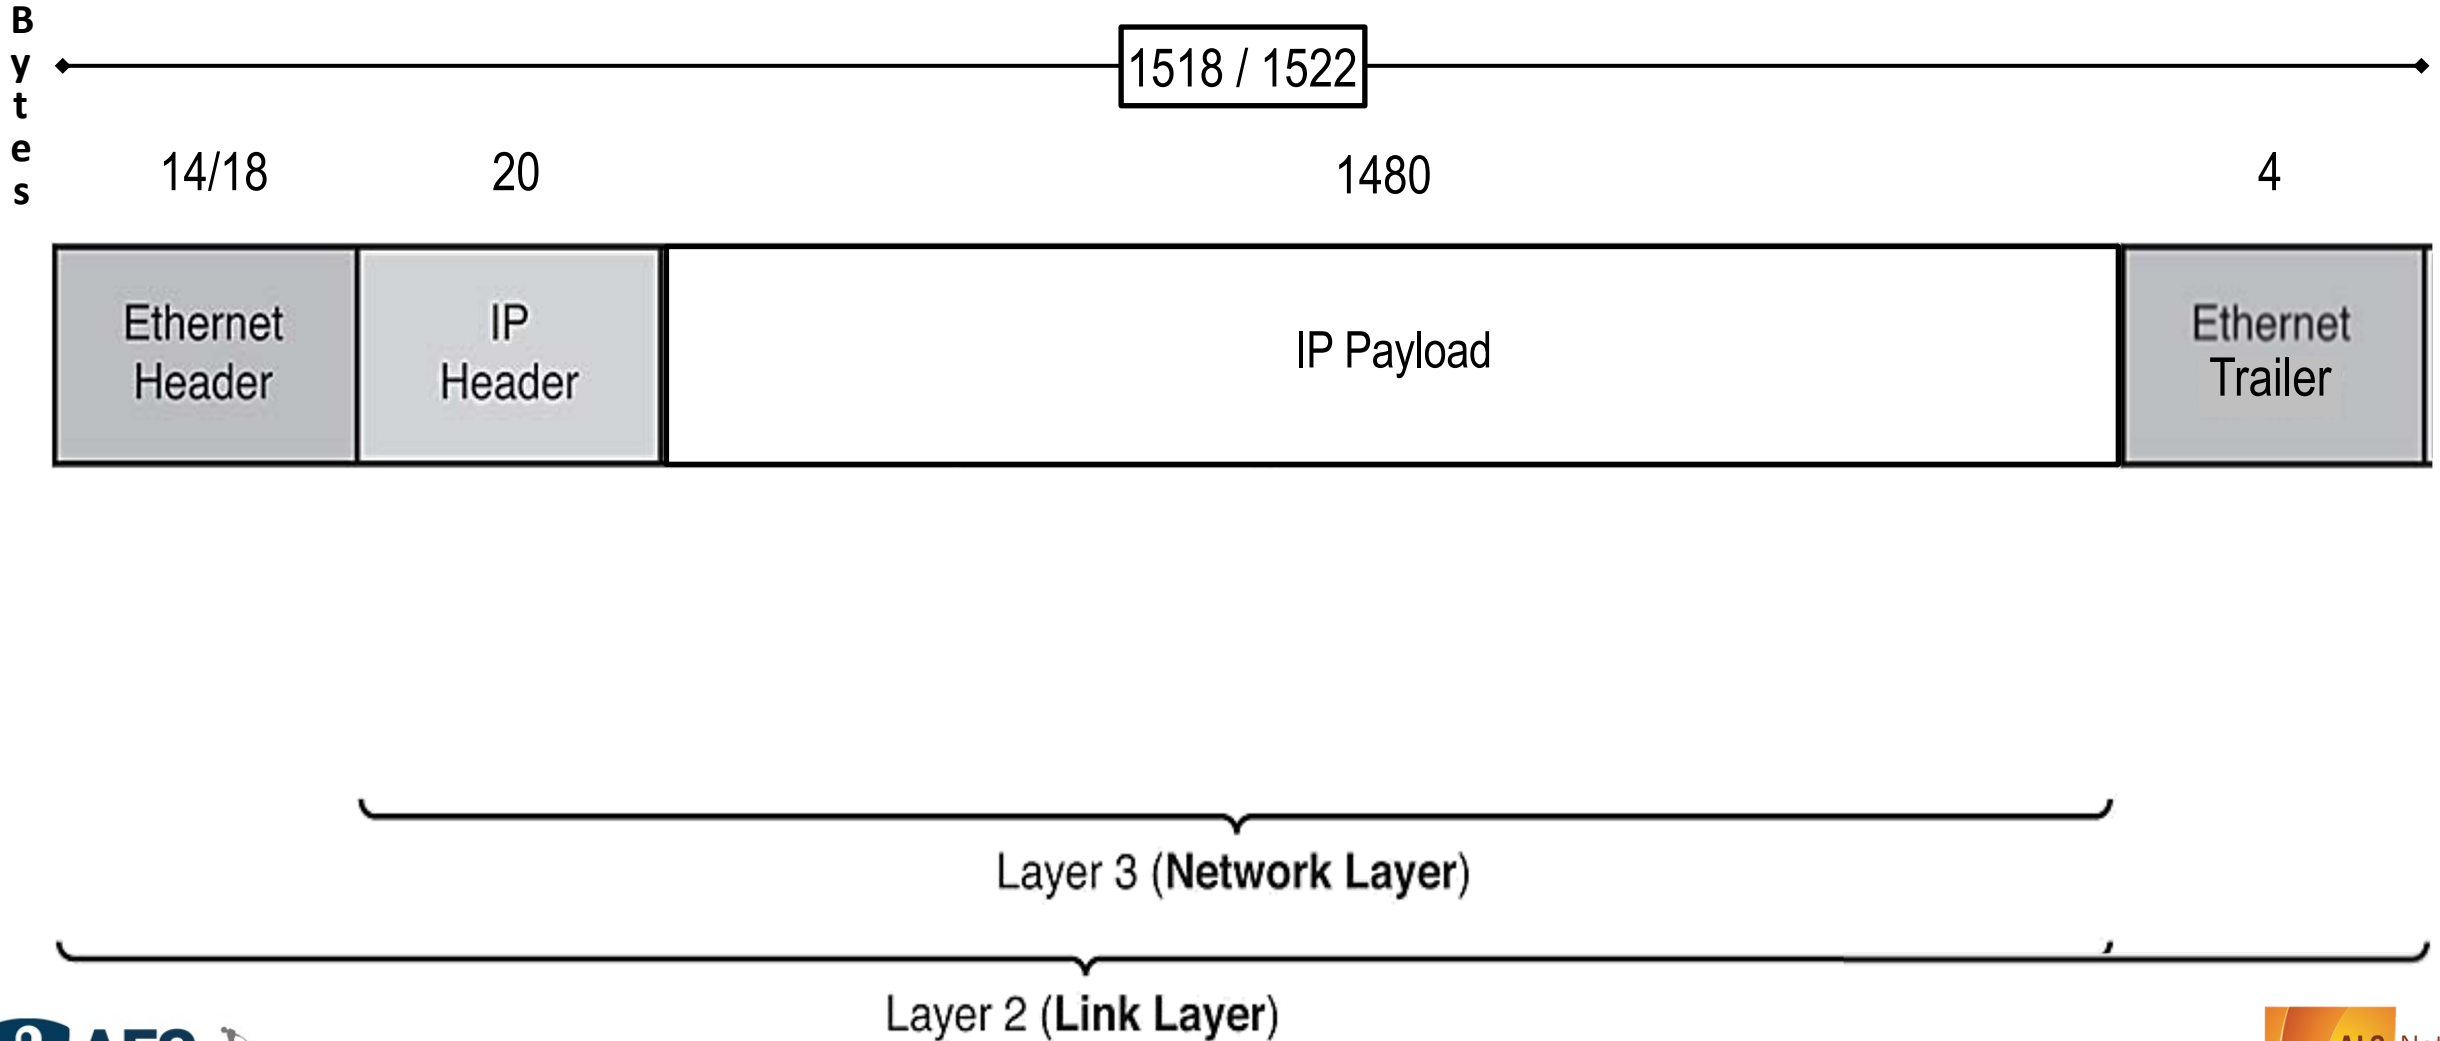 Bytes
1518 / 1522
14/18 20 1480 4
Ethernet Header
IP Header
IP Payload
Ethernet Trailer
Layer 3 (Network Layer)
Layer 2 (Link Layer)